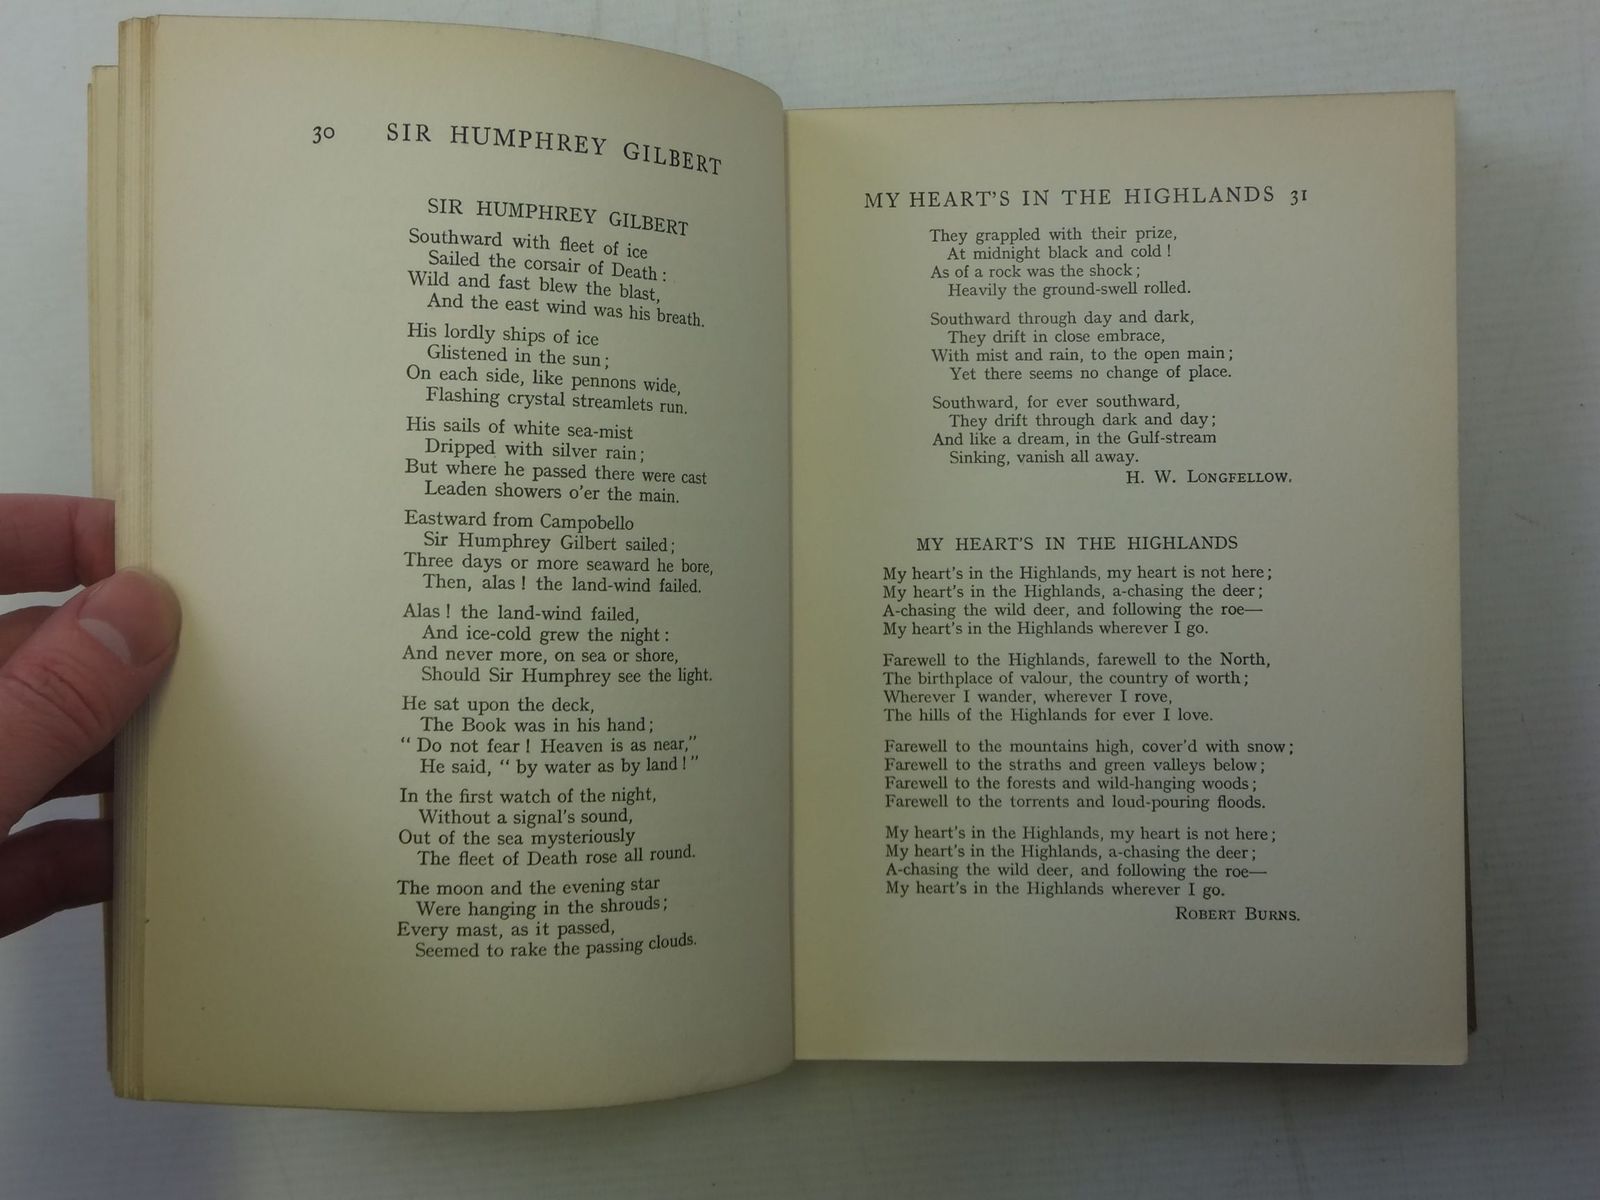 30 SIR HUMPHREY GILBERT
SIR HUMPHREY GILBERT
Southward with fleet of ice
Sailed the corsair of Death :
Wild and fast blew the blast,
And the east wind was his breath.
His lordly ships of ice
Glistened in the sun ;
On each side, like pennons wide,
Flashing crystal streamlets run.
His sails of white sea-mist
Dripped with silver rain ;
But where he passed there were cast
Leaden showers o'er the main.
Eastward from Campobello
Sir Humphrey Gilbert sailed ;
Three days or more seaward he bore,
Then, alas ! the land-wind failed.
Alas ! the land-wind failed,
And ice-cold grew the night :
And never more, on sea or shore,
Should Sir Humphrey see the light.
He sat upon the deck,
The Book was in his hand ;
" Do not fear ! Heaven is as near,"
He said, " by water as by land ! "
In the first watch of the night,
Without a signal's sound,
Out of the sea mysteriously
The fleet of Death rose all round.
The moon and the evening star
Were hanging in the shrouds ;
Every mast, as it passed,
Seemed to rake the passing clouds.
MY HEART'S IN THE HIGHLANDS 31
They grappled with their prize,
At midnight black and cold !
As of a rock was the shock ;
Heavily the ground-swell rolled.
Southward through day and dark,
They drift in close embrace,
With mist and rain, to the open main ;
Yet there seems no change of place.
Southward, for ever southward,
They drift through dark and day ;
And like a dream, in the Gulf-stream
Sinking, vanish all away.
H. W. LONGFELLOW.
MY HEART'S IN THE HIGHLANDS
My heart's in the Highlands, my heart is not here ;
My heart's in the Highlands, a-chasing the deer ;
A-chasing the wild deer, and following the roe—
My heart's in the Highlands wherever I go.
Farewell to the Highlands, farewell to the North,
The birthplace of valour, the country of worth ;
Wherever I wander, wherever I rove,
The hills of the Highlands for ever I love.
Farewell to the mountains high, cover'd with snow ;
Farewell to the straths and green valleys below ;
Farewell to the forests and wild-hanging woods ;
Farewell to the torrents and loud-pouring floods.
My heart's in the Highlands, my heart is not here ;
My heart's in the Highlands, a-chasing the deer ;
A-chasing the wild deer, and following the roe—
My heart's in the Highlands wherever I go.
ROBERT BURNS.